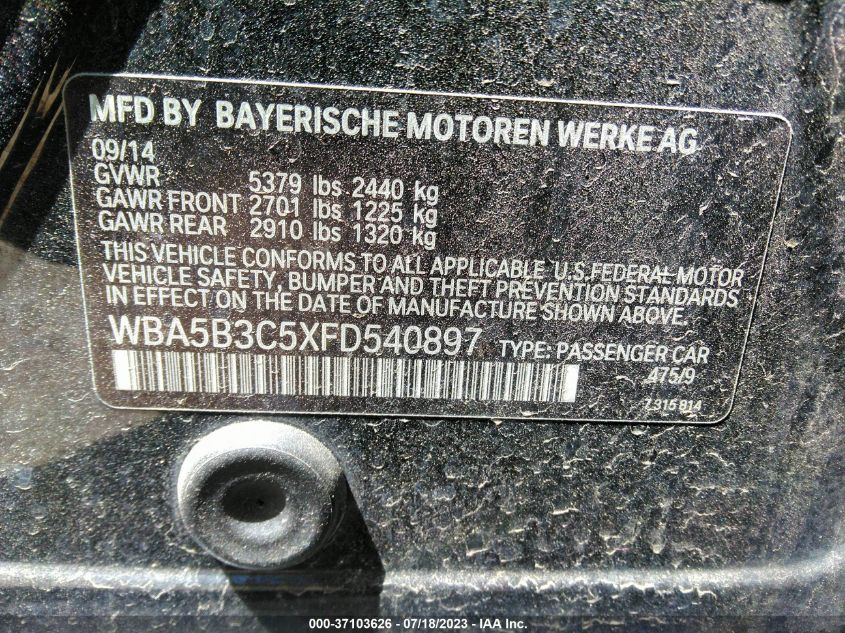 MFD BY BAYERISCHE MOTOREN WERKE AG
09/14
GVWR 5379 lbs 2440 kg
GAWR FRONT 2701 lbs 1225 kg
GAWR REAR 2910 lbs 1320 kg
THIS VEHICLE CONFORMS TO ALL APPLICABLE U.S.FEDERAL MOTOR
VEHICLE SAFETY, BUMPER AND THEFT PREVENTION STANDARDS
IN EFFECT ON THE DATE OF MANUFACTURE SHOWN ABOVE.
WBA5B3C5XFD540897 TYPE: PASSENGER CAR
475/9
7 315 814
000-37103626 - 07/18/2023 - IAA Inc.